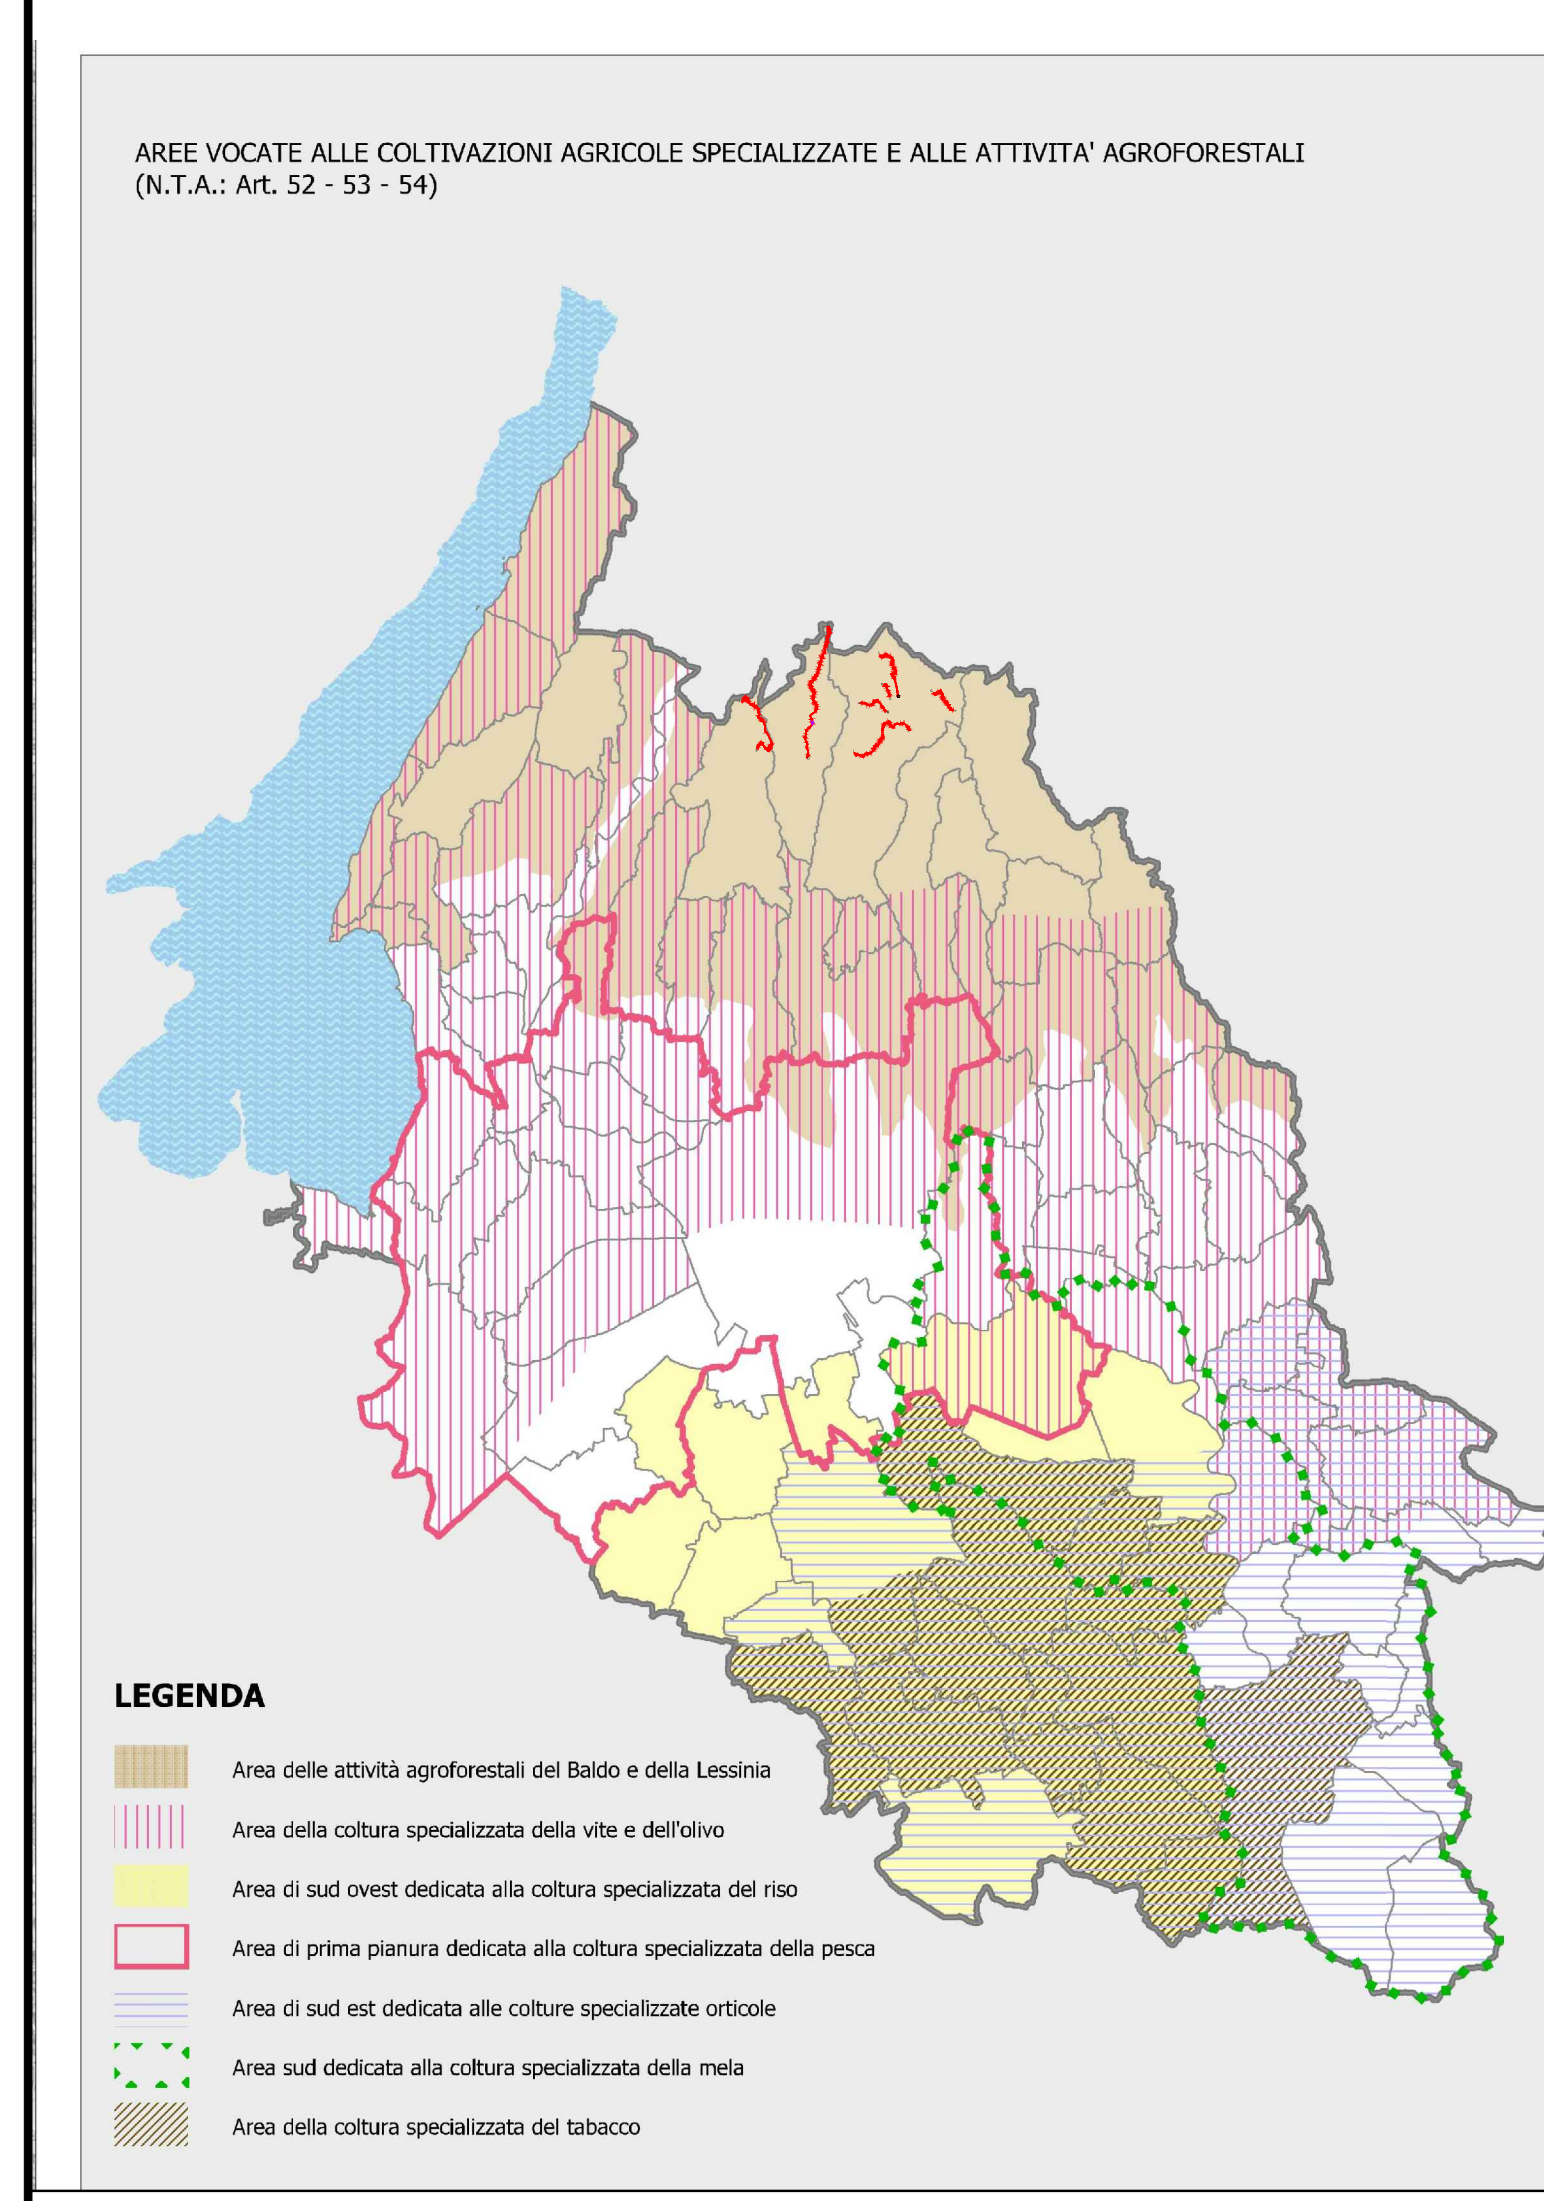 AREE VOCATE ALLE COLTIVAZIONI AGRICOLE SPECIALIZZATE E ALLE ATTIVITA' AGROFORESTALI
(N.T.A.: Art. 52 - 53 - 54)
LEGENDA
Area delle attività agroforestali del Baldo e della Lessinia
Area della coltura specializzata della vite e dell'olivo
Area di sud ovest dedicata alla coltura specializzata del riso
Area di prima pianura dedicata alla coltura specializzata della pesca
Area di sud est dedicata alle colture specializzate orticole
Area sud dedicata alla coltura specializzata della mela
Area della coltura specializzata del tabacco